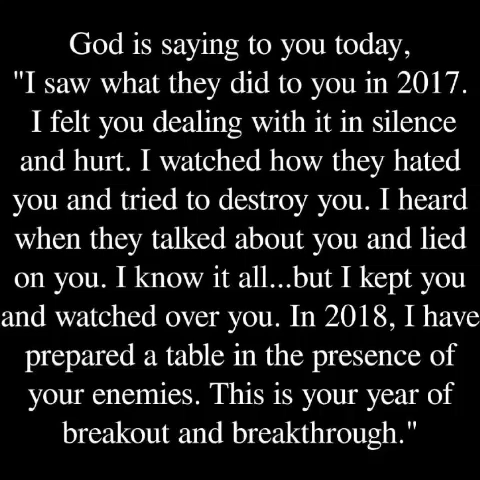 God is saying to you today,
"I saw what they did to you in 2017.
I felt you dealing with it in silence
and hurt. I watched how they hated
you and tried to destroy you. I heard
when they talked about you and lied
on you. I know it all...but I kept you
and watched over you. In 2018, I have
prepared a table in the presence of
your enemies. This is your year of
breakout and breakthrough."